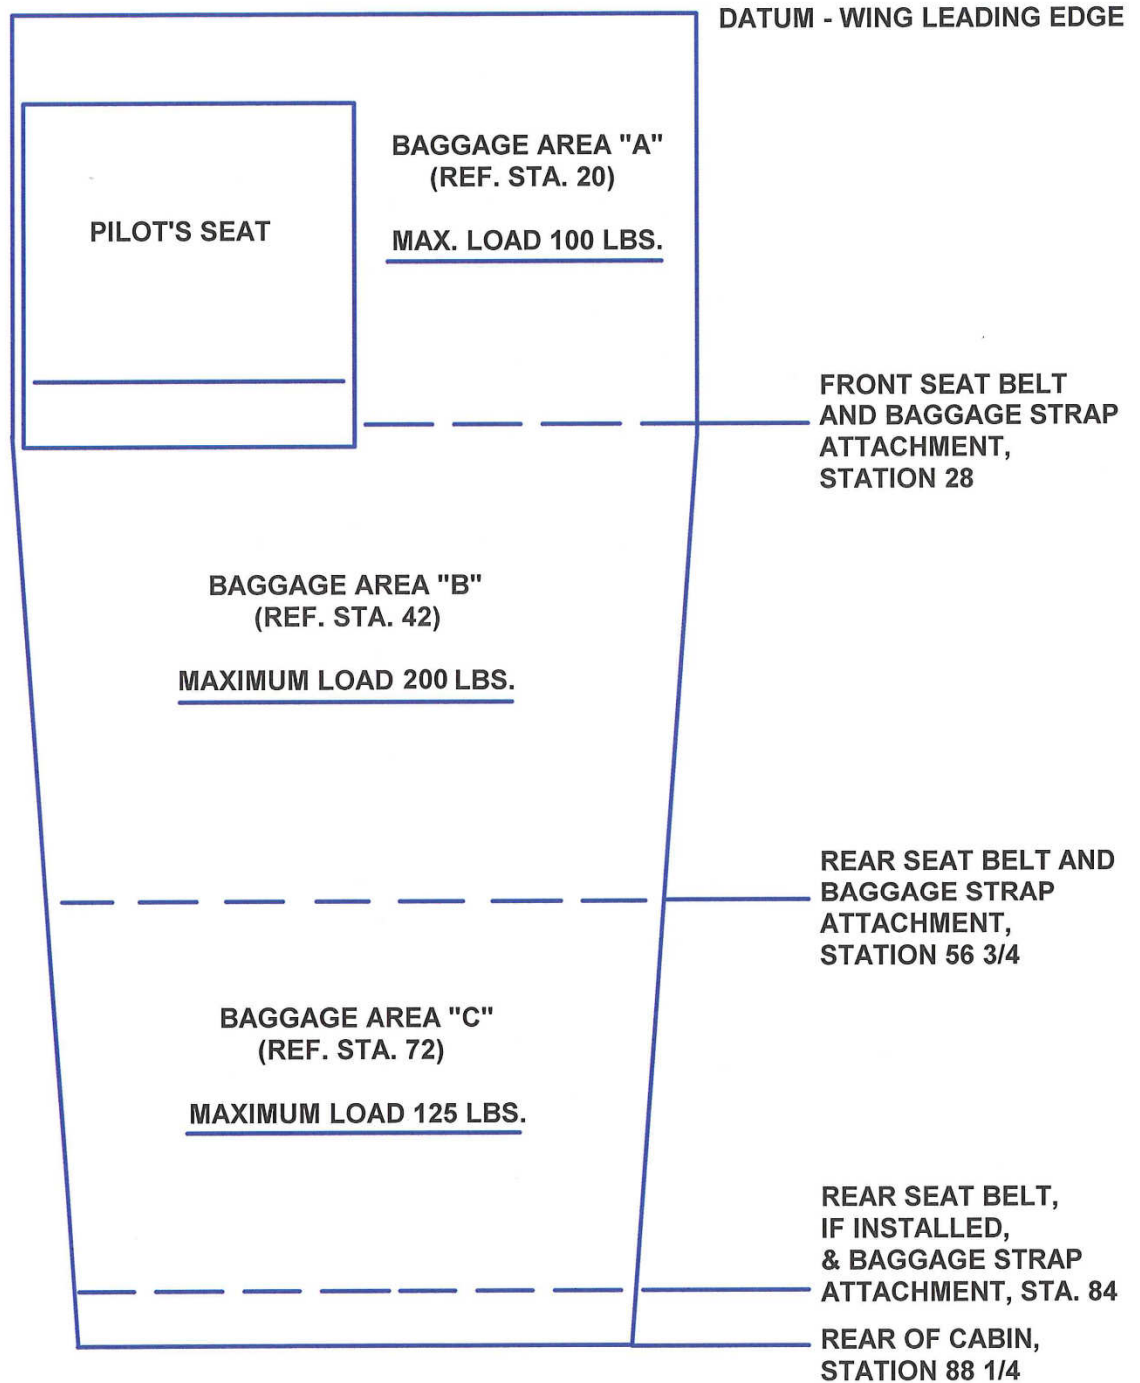 DATUM - WING LEADING EDGE
BAGGAGE AREA "A"
(REF. STA. 20)
MAX. LOAD 100 LBS.
PILOT'S SEAT
FRONT SEAT BELT
AND BAGGAGE STRAP
ATTACHMENT,
STATION 28
BAGGAGE AREA "B"
(REF. STA. 42)
MAXIMUM LOAD 200 LBS.
REAR SEAT BELT AND
BAGGAGE STRAP
ATTACHMENT,
STATION 56 3/4
BAGGAGE AREA "C"
(REF. STA. 72)
MAXIMUM LOAD 125 LBS.
REAR SEAT BELT,
IF INSTALLED,
& BAGGAGE STRAP
ATTACHMENT, STA. 84
REAR OF CABIN,
STATION 88 1/4